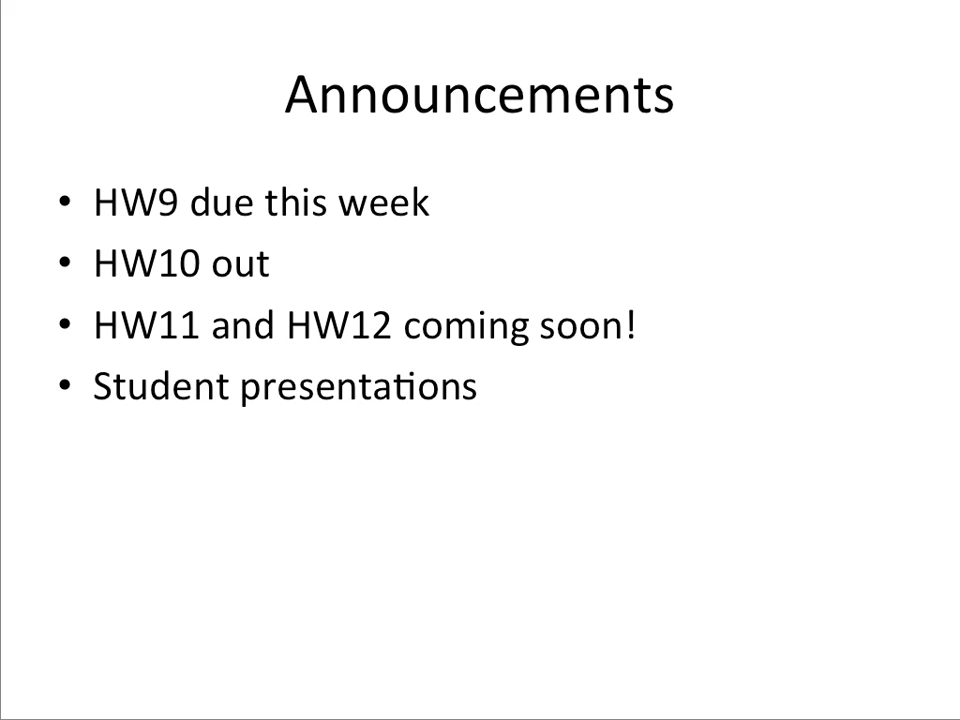 Announcements
• HW9 due this week
• HW10 out
• HW11 and HW12 coming soon!
• Student presentations